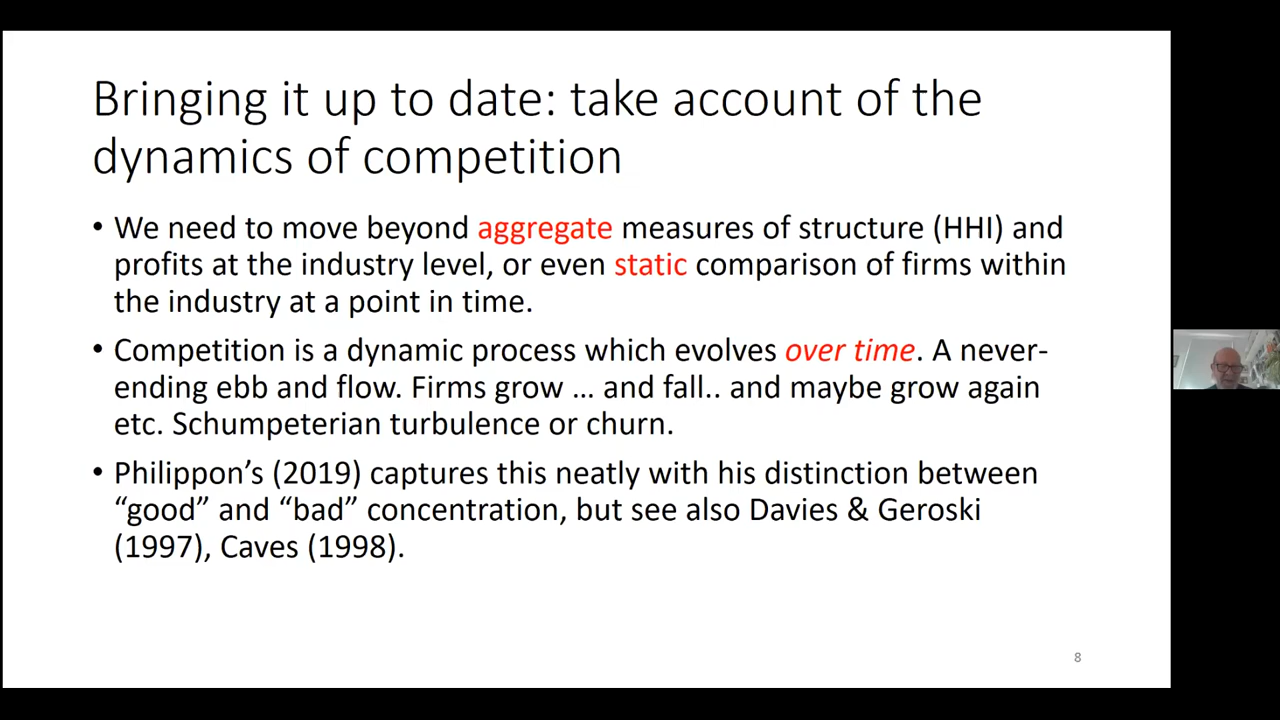 Bringing it up to date: take account of the
dynamics of competition
• We need to move beyond aggregate measures of structure (HHI) and
profits at the industry level, or even static comparison of firms within
the industry at a point in time.
• Competition is a dynamic process which evolves over time. A never-
ending ebb and flow. Firms grow … and fall.. and maybe grow again
etc. Schumpeterian turbulence or churn.
• Philippon’s (2019) captures this neatly with his distinction between
“good” and “bad” concentration, but see also Davies & Geroski
(1997), Caves (1998).
8